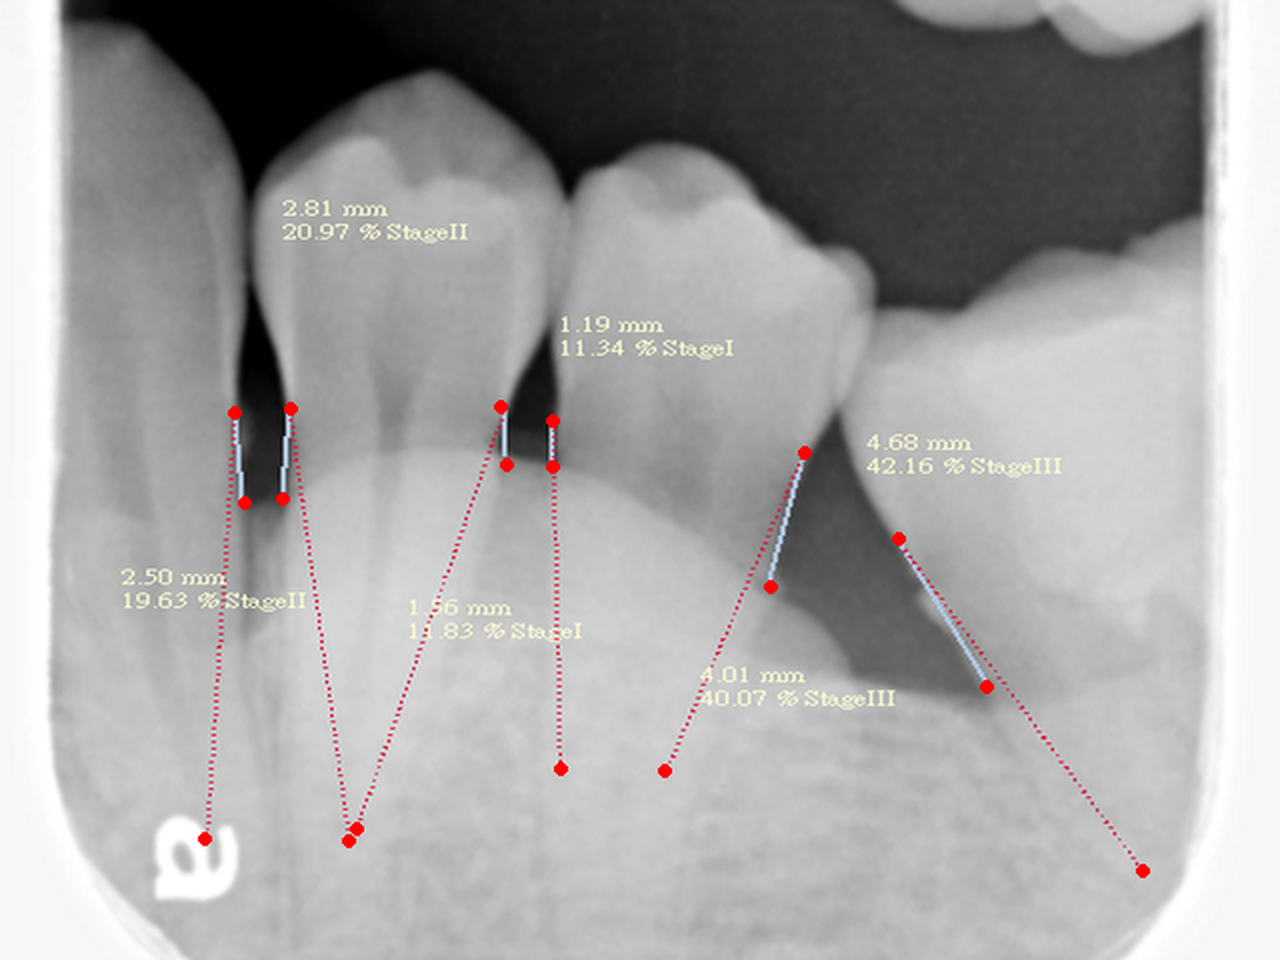 2.81 mm
20.97 % StageII
1.19 mm
11.34 % StageI
4.68 mm
42.16 % StageIII
2.50 mm
19.63 % StageII
1.56 mm
11.83 % StageI
4.01 mm
40.07 % StageIII
a